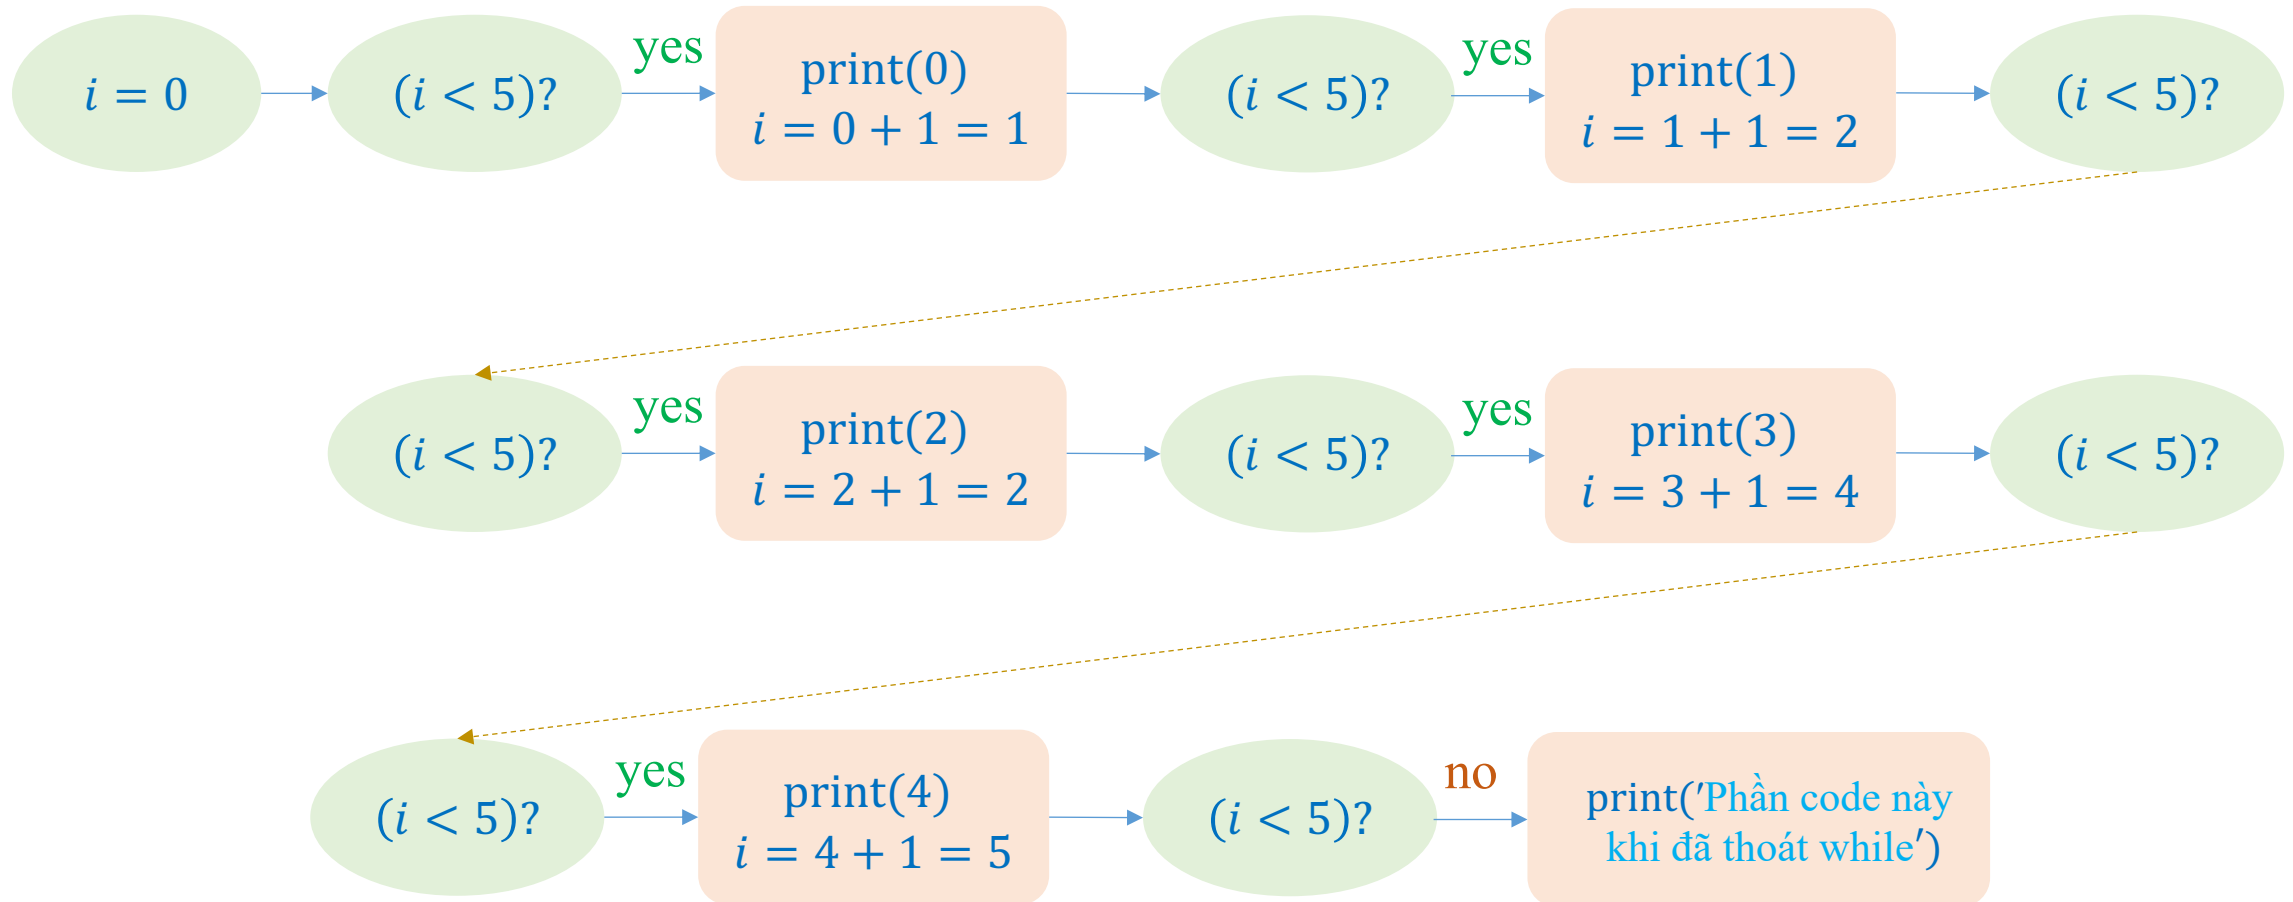 i = 0
(i < 5)?
yes
print(0)
i = 0 + 1 = 1
(i < 5)?
yes
print(1)
i = 1 + 1 = 2
(i < 5)?
(i < 5)?
yes
print(2)
i = 2 + 1 = 2
(i < 5)?
yes
print(3)
i = 3 + 1 = 4
(i < 5)?
(i < 5)?
yes
print(4)
i = 4 + 1 = 5
(i < 5)?
no
print('Phần code này
khi đã thoát while')